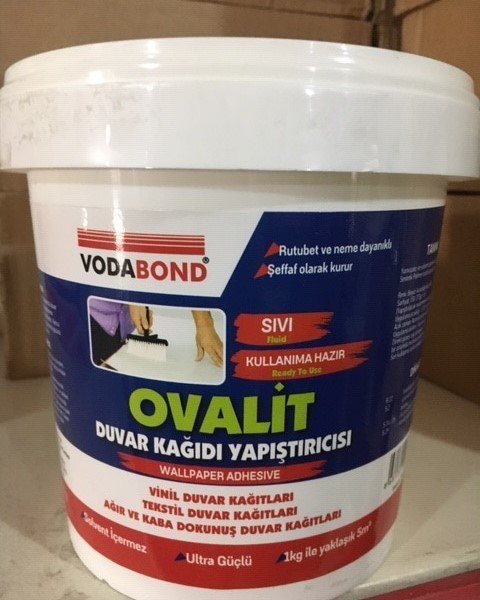 VODABOND®
Rutubet ve neme dayanıklı
Şeffaf olarak kurur
SIVI
Fluid
KULLANIMA HAZIR
Ready To Use
OVALİT
DUVAR KAĞIDI YAPIŞTIRICISI
WALLPAPER ADHESIVE
VİNİL DUVAR KAĞITLARI
TEKSTİL DUVAR KAĞITLARI
AĞIR VE KABA DOKUNUŞ DUVAR KAĞITLARI
Solvent İçermez
Ultra Güçlü
1kg ile yaklaşık 5m²